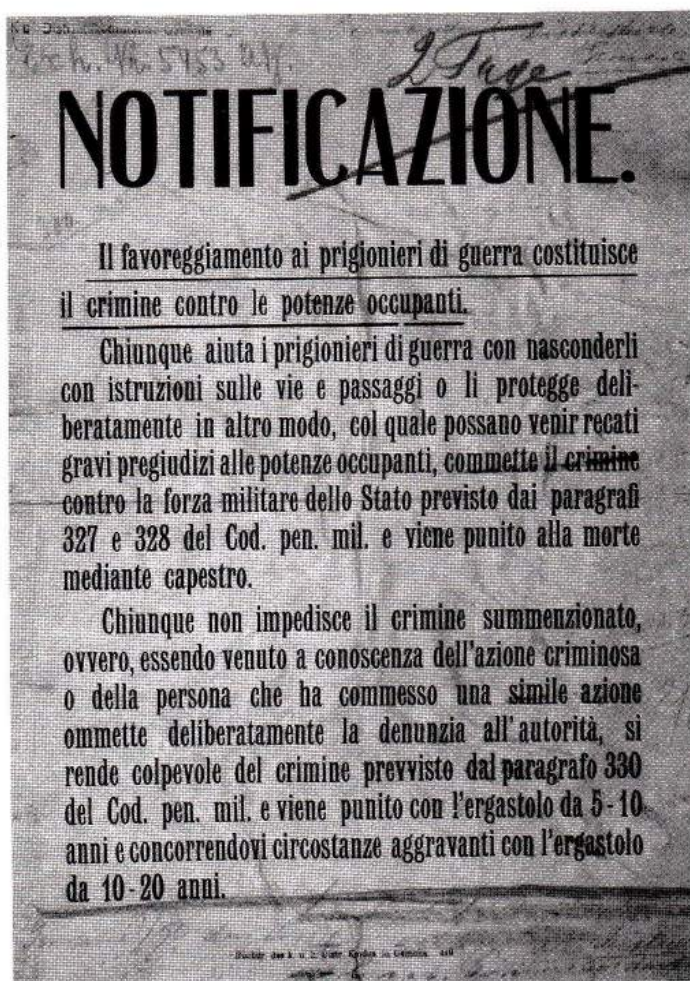 2 Tage
NOTIFICAZIONE.
Il favoreggiamento ai prigionieri di guerra costituisce
il crimine contro le potenze occupanti.
Chiunque aiuta i prigionieri di guerra con nasconderli
con istruzioni sulle vie e passaggi o li protegge deli-
beratamente in altro modo, col quale possano venir recati
gravi pregiudizi alle potenze occupanti, commette il crimine
contro la forza militare dello Stato previsto dai paragrafi
327 e 328 del Cod. pen. mil. e viene punito alla morte
mediante capestro.
Chiunque non impedisce il crimine summenzionato,
ovvero, essendo venuto a conoscenza dell'azione criminosa
o della persona che ha commesso una simile azione
ommette deliberatamente la denunzia all'autorità, si
rende colpevole del crimine prevvisto dal paragrafo 330
del Cod. pen. mil. e viene punito con l'ergastolo da 5-10
anni e concorrendovi circostanze aggravanti con l'ergastolo
da 10-20 anni.